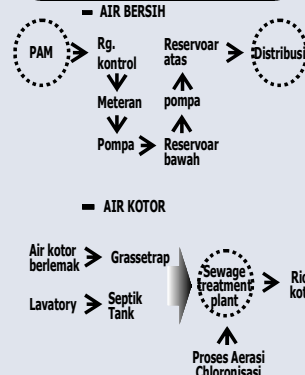 AIR BERSIH
PAM
Rg.
kontrol
Meteran
Pompa
Reservoar
bawah
pompa
Reservoar
atas
Distribusi
AIR KOTOR
Air kotor
berlemak
Grassetrap
Lavatory
Septik
Tank
Sewage
treatment
plant
Proses Aerasi
Chloronisasi